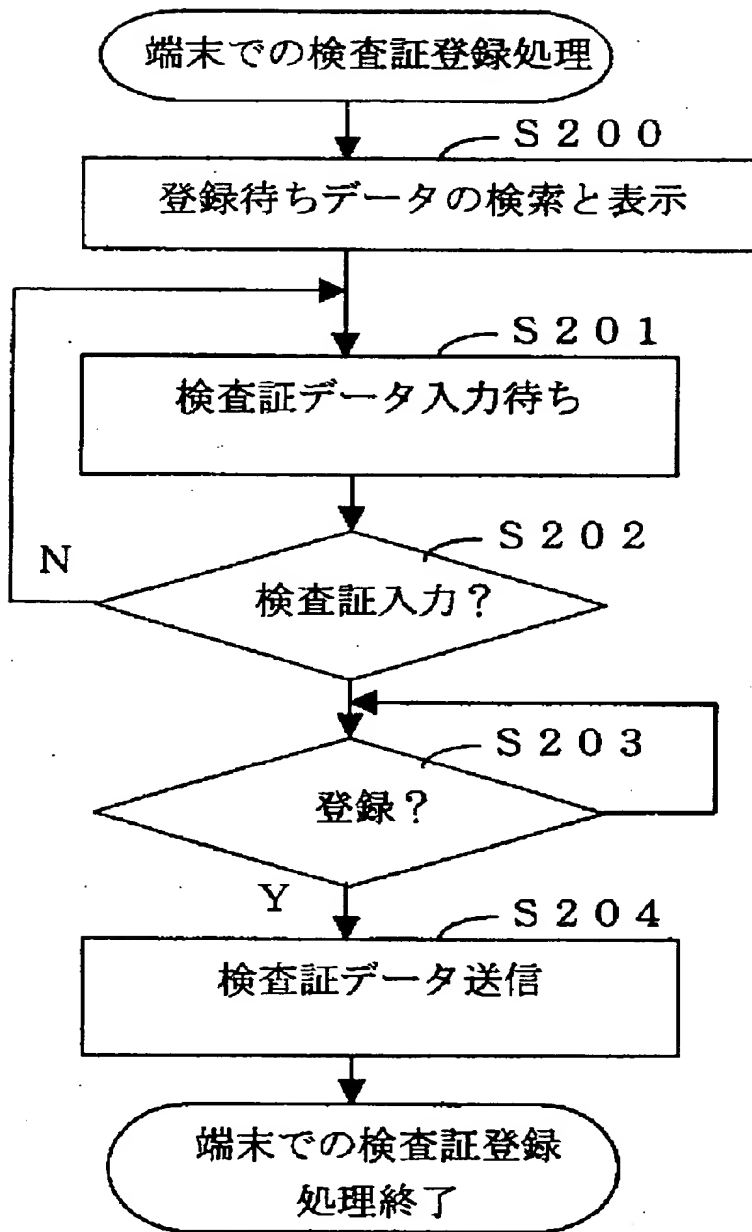 端末での検査証登録処理
Ｓ２００
登録待ちデータの検索と表示
Ｓ２０１
検査証データ入力待ち
Ｓ２０２
Ｎ
検査証入力？
Ｓ２０３
登録？
Ｙ
Ｓ２０４
検査証データ送信
端末での検査証登録
処理終了